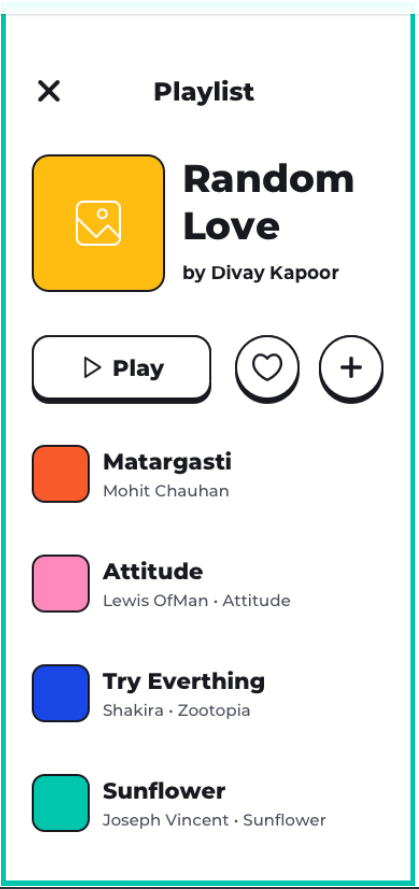 Playlist
Random
Love
by Divay Kapoor
Play
Matargasti
Mohit Chauhan
Attitude
Lewis OfMan • Attitude
Try Everthing
Shakira • Zootopia
Sunflower
Joseph Vincent • Sunflower